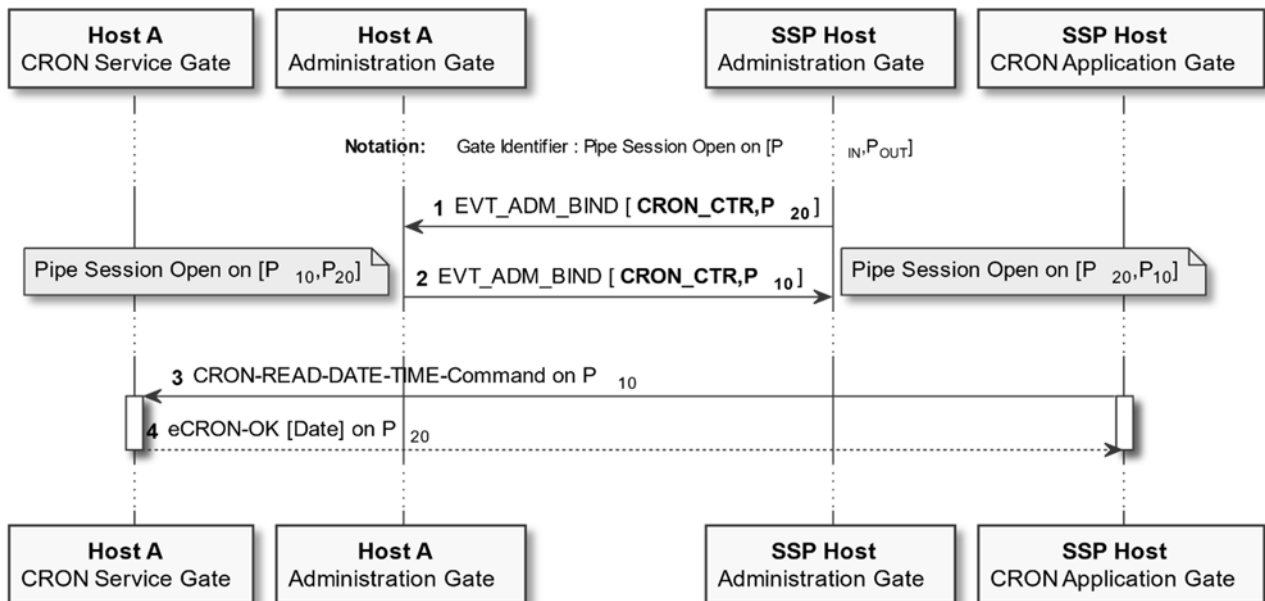 Host A
CRON Service Gate
Host A
Administration Gate
SSP Host
Administration Gate
SSP Host
CRON Application Gate
Notation: Gate Identifier : Pipe Session Open on [P IN,POUT]
1 EVT_ADM_BIND [ CRON_CTR,P 20 ]
Pipe Session Open on [P 10,P20]
2 EVT_ADM_BIND [ CRON_CTR,P 10 ]
Pipe Session Open on [P 20,P10]
3 CRON-READ-DATE-TIME-Command on P 10
4 eCRON-OK [Date] on P 20
Host A
CRON Service Gate
Host A
Administration Gate
SSP Host
Administration Gate
SSP Host
CRON Application Gate